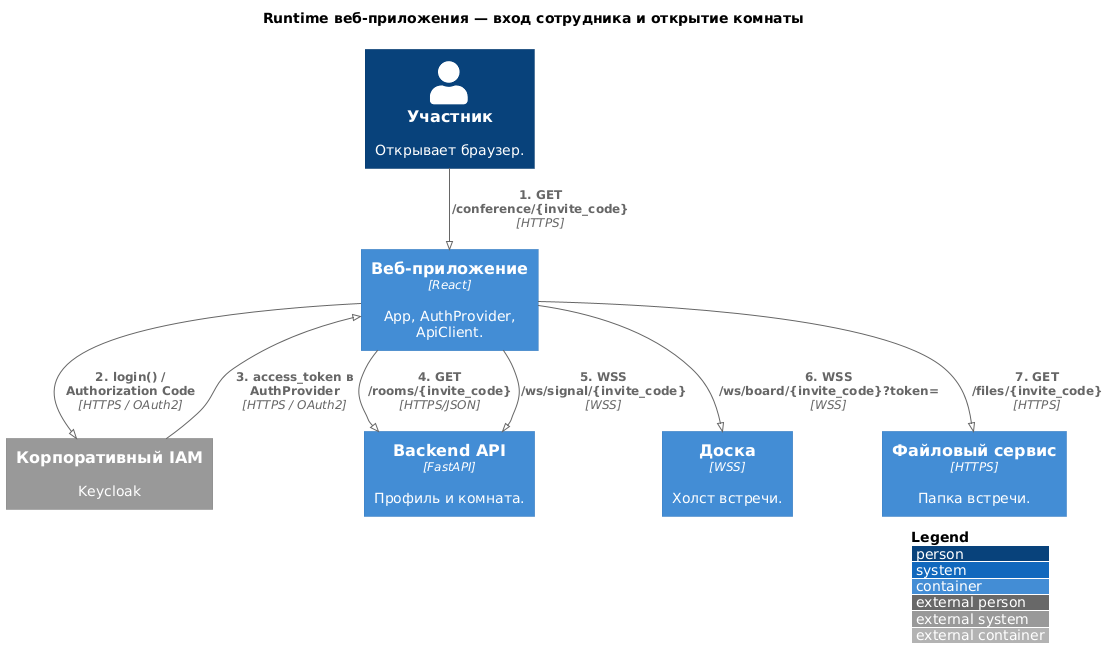 Runtime веб-приложения — вход сотрудника и открытие комнаты
Участник
Открывает браузер.
1. GET
/conference/{invite_code}
[HTTPS]
Веб-приложение
[React]
App, AuthProvider,
ApiClient.
2. login() /
Authorization Code
[HTTPS / OAuth2]
3. access_token в
AuthProvider
[HTTPS / OAuth2]
4. GET
/rooms/{invite_code}
[HTTPS/JSON]
5. WSS
/ws/signal/{invite_code}
[WSS]
6. WSS
/ws/board/{invite_code}?token=
[WSS]
7. GET
/files/{invite_code}
[HTTPS]
Корпоративный IAM
Keycloak
Backend API
[FastAPI]
Профиль и комната.
Доска
[WSS]
Холст встречи.
Файловый сервис
[HTTPS]
Папка встречи.
Legend
person
system
container
external person
external system
external container